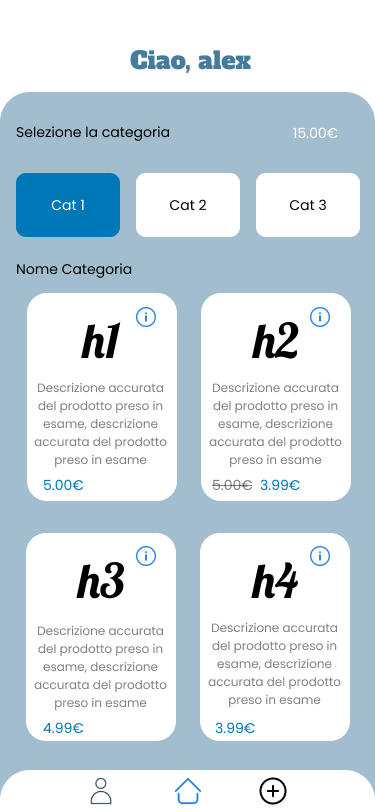 Ciao, alex
Selezione la categoria
15.00€
Cat 1
Cat 2
Cat 3
Nome Categoria
h1
Descrizione accurata
del prodotto preso in
esame, descrizione
accurata del prodotto
preso in esame
5.00€
h2
Descrizione accurata
del prodotto preso in
esame, descrizione
accurata del prodotto
preso in esame
5.00€ 3.99€
h3
Descrizione accurata
del prodotto preso in
esame, descrizione
accurata del prodotto
preso in esame
4.99€
h4
Descrizione accurata
del prodotto preso in
esame, descrizione
accurata del prodotto
preso in esame
3.99€